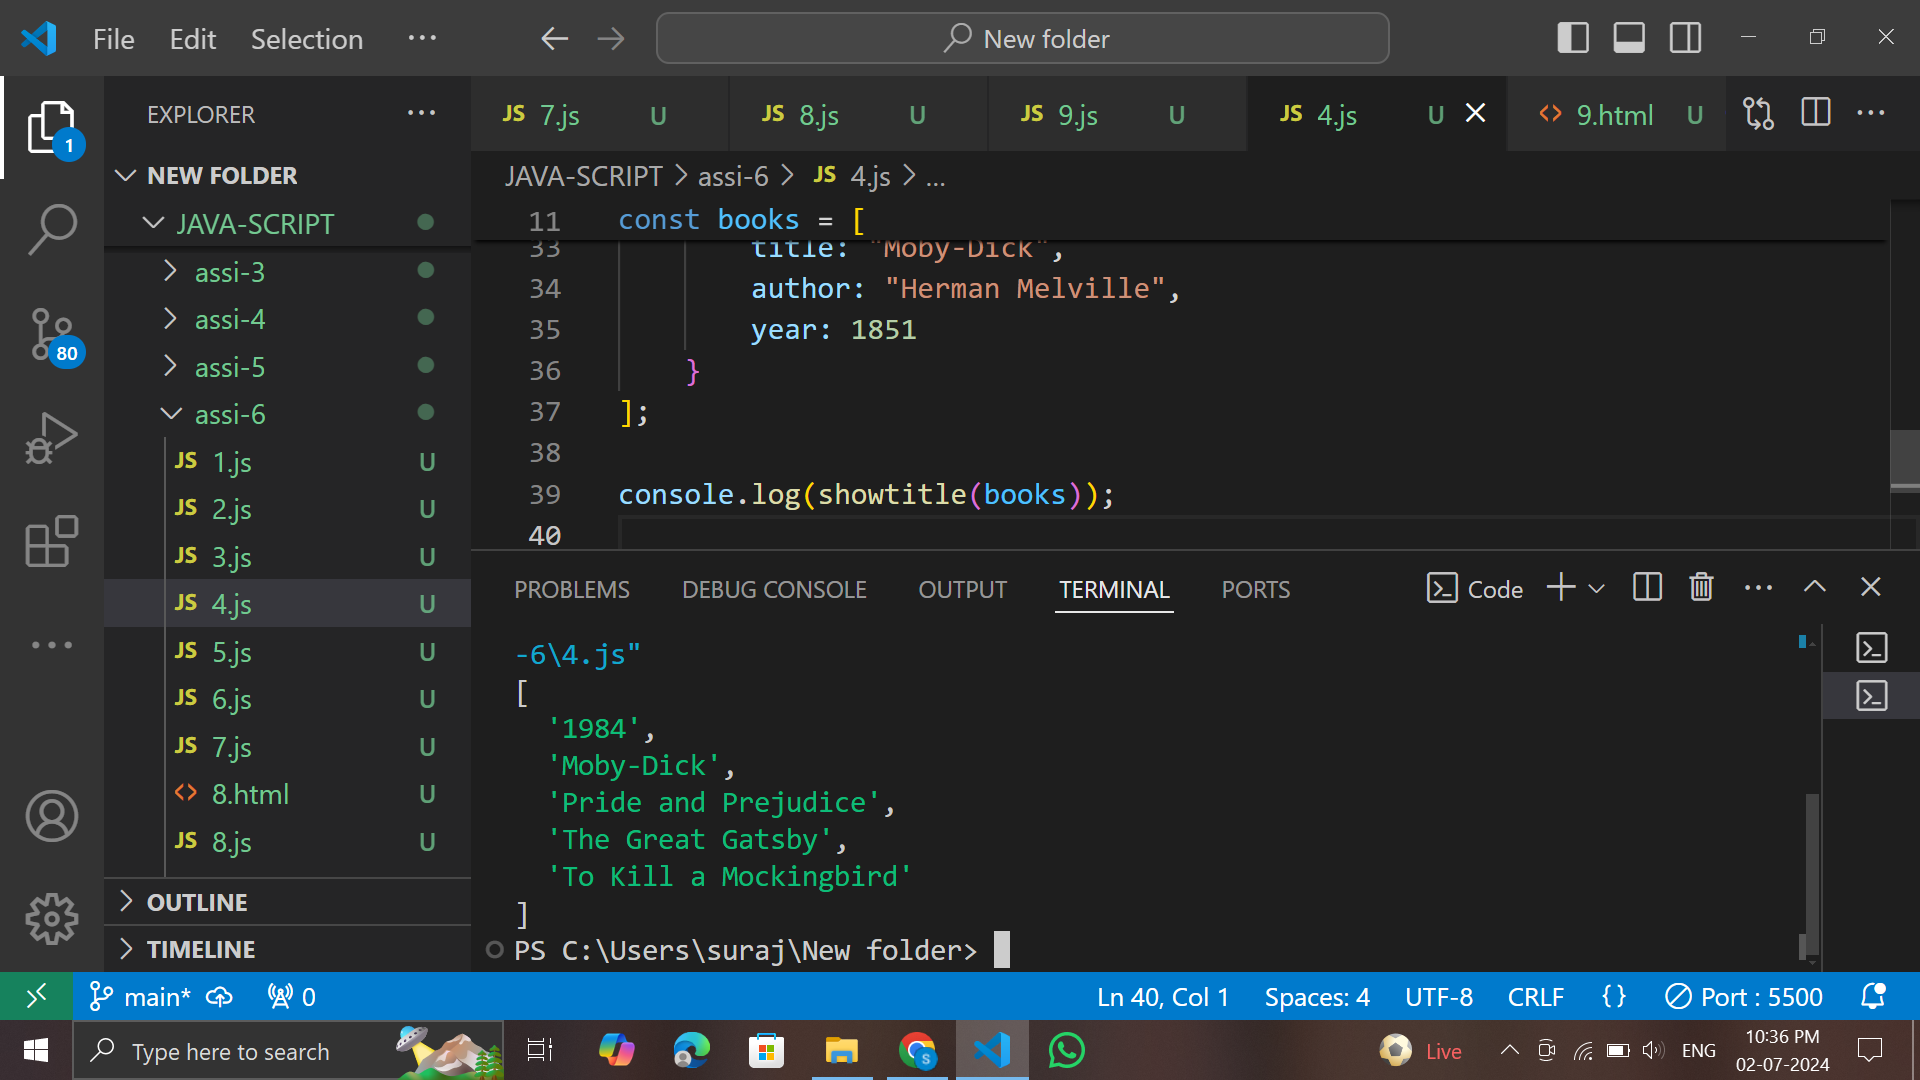 File Edit Selection ··· New folder
EXPLORER ···
JS 7.js U JS 8.js U JS 9.js U JS 4.js U <> 9.html U ···
NEW FOLDER
JAVA-SCRIPT
assi-3
assi-4
assi-5
assi-6
JS 1.js U
JS 2.js U
JS 3.js U
JS 4.js U
JS 5.js U
JS 6.js U
JS 7.js U
<> 8.html U
JS 8.js U
OUTLINE
TIMELINE
1
80
JAVA-SCRIPT > assi-6 > JS 4.js > ...
11 const books = [
33 title: "Moby-Dick",
34 author: "Herman Melville",
35 year: 1851
36 }
37 ];
38
39 console.log(showtitle(books));
40
PROBLEMS DEBUG CONSOLE OUTPUT TERMINAL PORTS Code
-6\4.js"
[
'1984',
'Moby-Dick',
'Pride and Prejudice',
'The Great Gatsby',
'To Kill a Mockingbird'
]
PS C:\Users\suraj\New folder>
main* 0 Ln 40, Col 1 Spaces: 4 UTF-8 CRLF {} Port : 5500
Type here to search S Live ENG 10:36 PM
02-07-2024